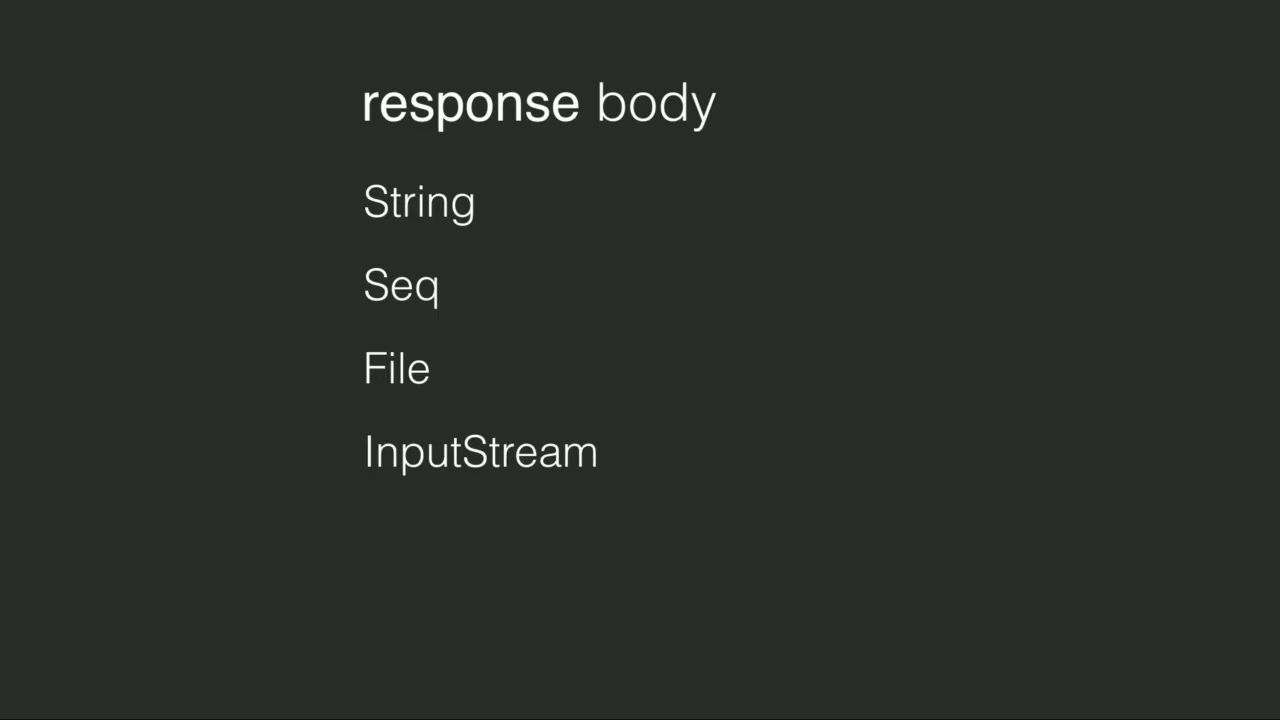 response body
String
Seq
File
InputStream